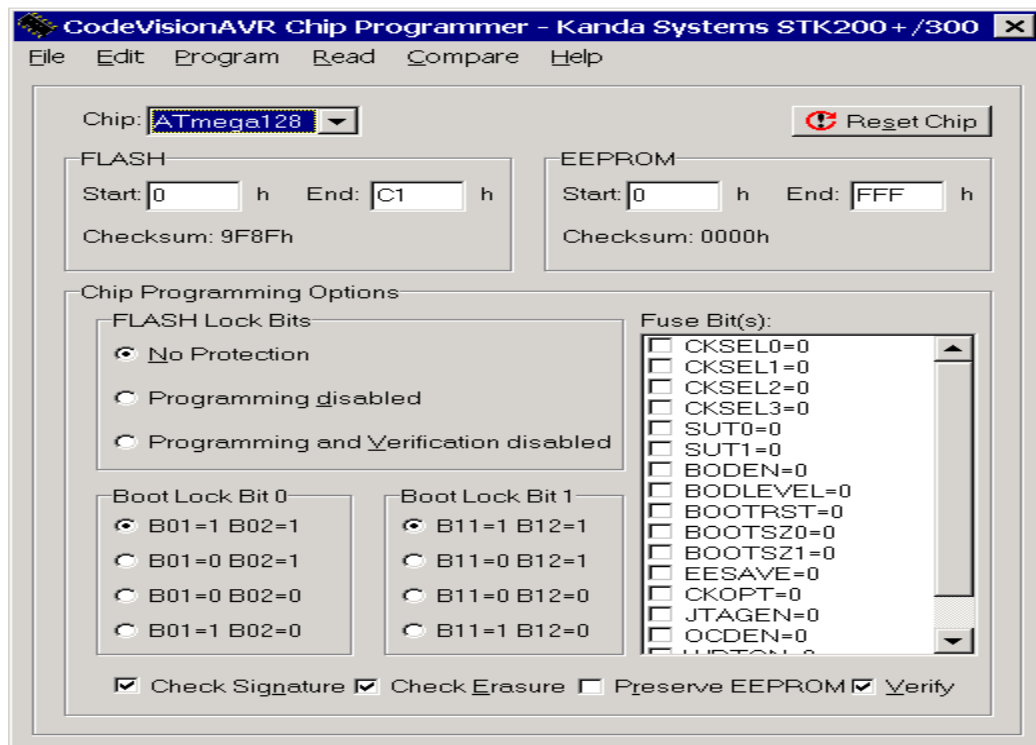 CodeVisionAVR Chip Programmer - Kanda Systems STK200+/300
File Edit Program Read Compare Help
Chip: ATmega128
Reset Chip
FLASH
Start: 0 h End: C1 h
Checksum: 9F8Fh
EEPROM
Start: 0 h End: FFF h
Checksum: 0000h
Chip Programming Options
FLASH Lock Bits
No Protection
Programming disabled
Programming and Verification disabled
Boot Lock Bit 0
B01=1 B02=1
B01=0 B02=1
B01=0 B02=0
B01=1 B02=0
Boot Lock Bit 1
B11=1 B12=1
B11=0 B12=1
B11=0 B12=0
B11=1 B12=0
Fuse Bit(s):
CKSEL0=0
CKSEL1=0
CKSEL2=0
CKSEL3=0
SUT0=0
SUT1=0
BODEN=0
BODLEVEL=0
BOOTRST=0
BOOTSZ0=0
BOOTSZ1=0
EESAVE=0
CKOPT=0
JTAGEN=0
OCDEN=0
Check Signature Check Erasure Preserve EEPROM Verify